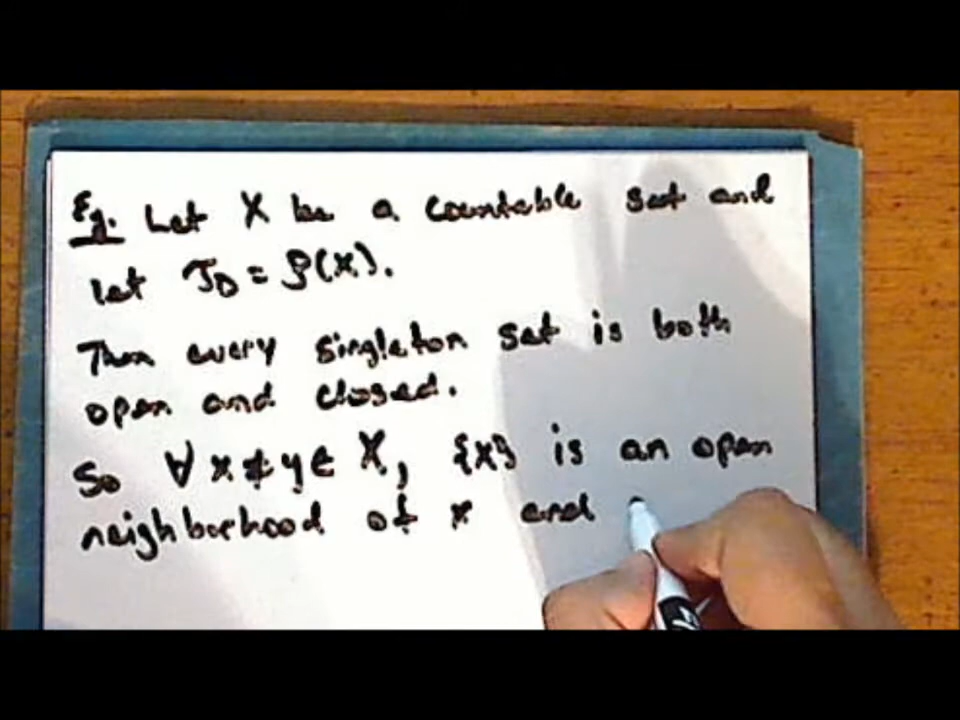 Eg. Let X be a countable set and
let 𝒯_D = 𝒫(X).
Then every singleton set is both
open and closed.
So ∀ x ≠ y ∈ X, {x} is an open
neighborhood of x and